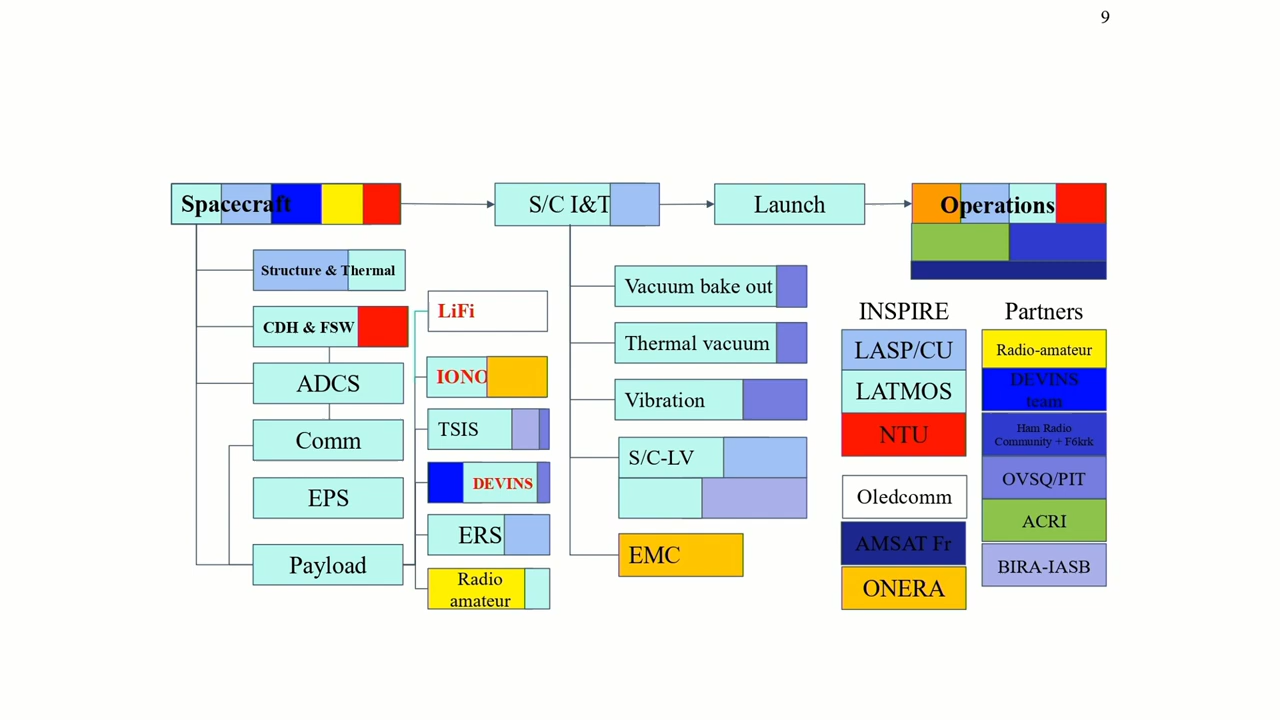 9
Spacecraft
S/C I&T
Launch
Operations
Structure & Thermal
CDH & FSW
ADCS
Comm
EPS
Payload
LiFi
IONO
TSIS
DEVINS
ERS
Radio
amateur
Vacuum bake out
Thermal vacuum
Vibration
S/C-LV
EMC
INSPIRE
LASP/CU
LATMOS
NTU
Oledcomm
AMSAT Fr
ONERA
Partners
Radio-amateur
DEVINS
team
Ham Radio
Community + F6krk
OVSQ/PIT
ACRI
BIRA-IASB